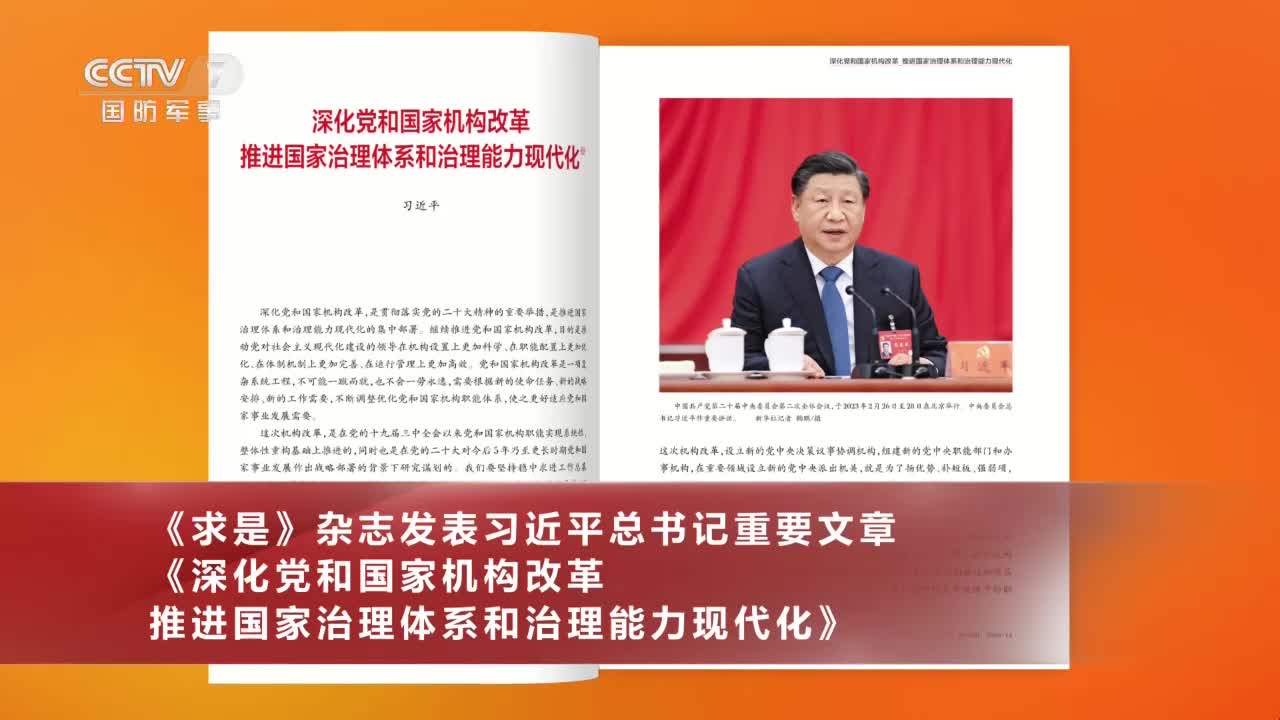 CCTV 7
国防军事
深化党和国家机构改革
推进国家治理体系和治理能力现代化
习近平
深化党和国家机构改革,是贯彻落实党的二十大精神的重要举措,是推进国家
治理体系和治理能力现代化的集中部署。继续推进党和国家机构改革,目的是推
动党对社会主义现代化建设的领导在机构设置上更加科学、在职能配置上更加优
化、在体制机制上更加完善、在运行管理上更加高效。党和国家机构改革是一项复
杂系统工程,不可能一蹴而就,也不会一劳永逸,需要根据新的使命任务、新的战略
安排、新的工作需要,不断调整优化党和国家机构职能体系,使之更好适应党和国
家事业发展需要。
这次机构改革,是在党的十九届三中全会以来党和国家机构职能实现系统性、
整体性重构基础上推进的,同时也是在党的二十大对今后5年乃至更长时期党和国
家事业发展作出战略部署的背景下研究谋划的。我们要坚持稳中求进工作总基
深化党和国家机构改革 推进国家治理体系和治理能力现代化
习近平
中国共产党第二十届中央委员会第二次全体会议,于2023年2月26日至28日在北京举行。中央委员会总
书记习近平作重要讲话。 新华社记者 鞠鹏/摄
这次机构改革,设立新的党中央决策议事协调机构,组建新的党中央职能部门和办
事机构,在重要领域设立新的党中央派出机关,就是为了扬优势、补短板、强弱项,
《求是》杂志发表习近平总书记重要文章
《深化党和国家机构改革
推进国家治理体系和治理能力现代化》